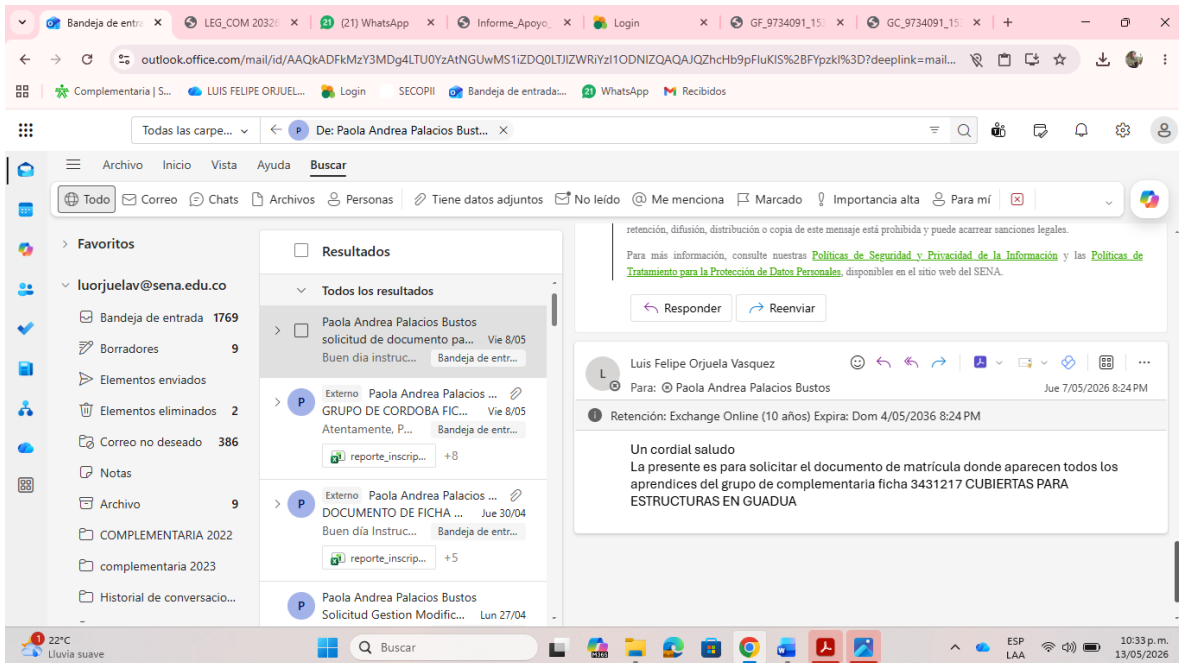 Bandeja de entra
LEG_COM 20326
(21) WhatsApp
Informe_Apoyo_
Login
GF_9734091_15
GC_9734091_15
outlook.office.com/mail/id/AAQkADFkMzY3MDg4LTU0YzAtNGUwMS1iZDQ0LTJIZWRiYzI1ODNIZQAQAJQZhcHb9pFluKIS%2BFYpzkI%3D?deeplink=mail...
Complementaria | S...
LUIS FELIPE ORJUEL...
Login
SECOPII
Bandeja de entrada:...
WhatsApp
Recibidos
Todas las carpe...
P
De: Paola Andrea Palacios Bust...
Archivo Inicio Vista Ayuda Buscar
Todo Correo Chats Archivos Personas Tiene datos adjuntos No leído Me menciona Marcado Importancia alta Para mí
Favoritos
luorjuelav@sena.edu.co
Bandeja de entrada 1769
Borradores 9
Elementos enviados
Elementos eliminados 2
Correo no deseado 386
Notas
Archivo 9
COMPLEMENTARIA 2022
complementaria 2023
Historial de conversacio...
Resultados
Todos los resultados
Paola Andrea Palacios Bustos
solicitud de documento pa... Vie 8/05
Buen dia instruc... Bandeja de entr...
P
Externo Paola Andrea Palacios ...
GRUPO DE CORDOBA FIC... Vie 8/05
Atentamente, P... Bandeja de entr...
reporte_inscrip... +8
P
Externo Paola Andrea Palacios ...
DOCUMENTO DE FICHA ... Jue 30/04
Buen día Instruc... Bandeja de entr...
reporte_inscrip... +5
P
Paola Andrea Palacios Bustos
Solicitud Gestion Modific... Lun 27/04
retención, difusión, distribución o copia de este mensaje está prohibida y puede acarrear sanciones legales.
Para más información, consulte nuestras Políticas de Seguridad y Privacidad de la Información y las Políticas de
Tratamiento para la Protección de Datos Personales, disponibles en el sitio web del SENA.
Responder Reenviar
L
Luis Felipe Orjuela Vasquez
Para: Paola Andrea Palacios Bustos
Jue 7/05/2026 8:24 PM
Retención: Exchange Online (10 años) Expira: Dom 4/05/2036 8:24 PM
Un cordial saludo
La presente es para solicitar el documento de matrícula donde aparecen todos los
aprendices del grupo de complementaria ficha 3431217 CUBIERTAS PARA
ESTRUCTURAS EN GUADUA
1
22°C
Lluvia suave
Buscar
ESP
LAA
10:33 p. m.
13/05/2026